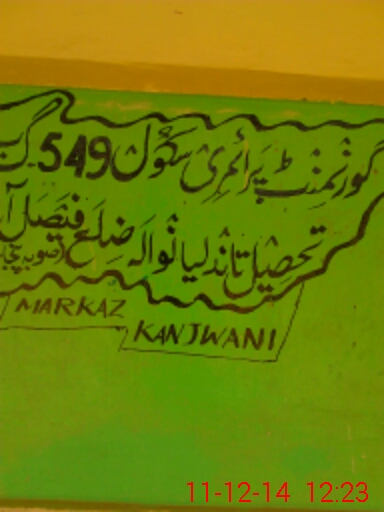 گورنمنٹ پرائمری سکول 549 گ
تحصیل تاندلیانوالہ ضلع فیصل آ
MARKAZ
KANJWANI
11-12-14 12:23